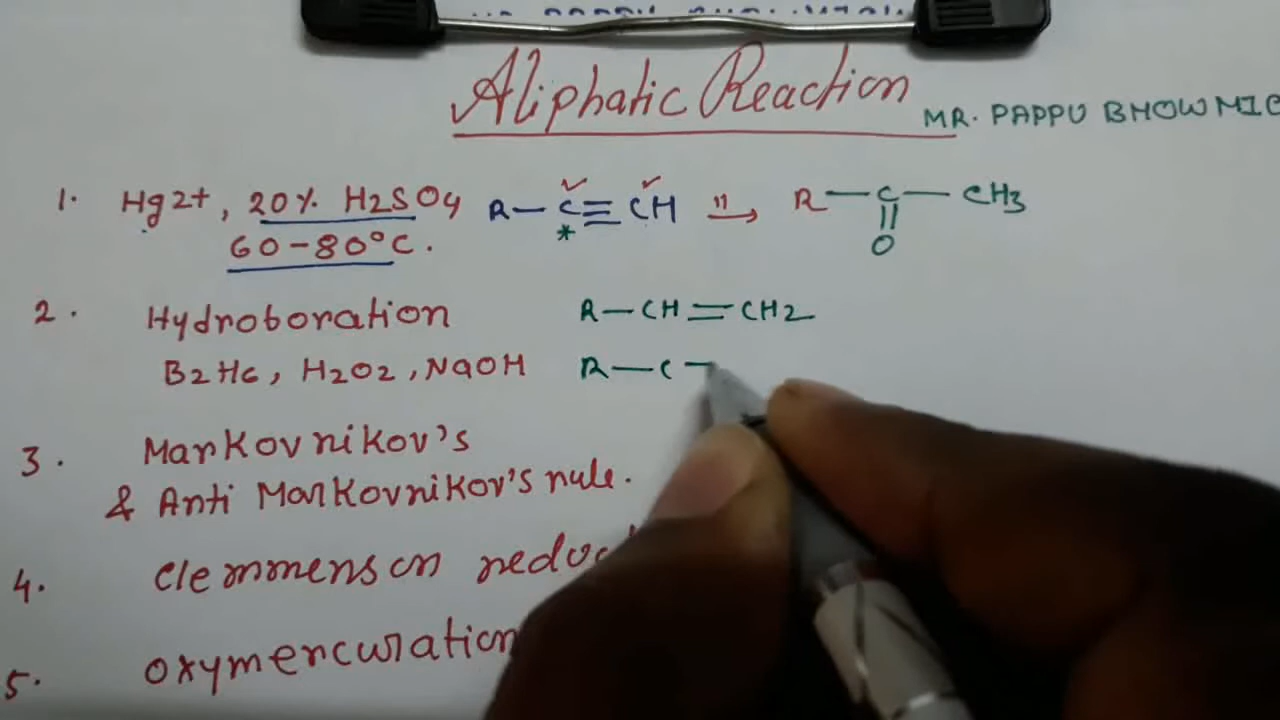 Aliphatic Reaction
MR. PAPPU BHOWMIC
1. Hg2+, 20% H2SO4 R-C≡CH " → R-C-CH3
* || 
60-80°C. O
2. Hydroboration R-CH=CH2
B2H6, H2O2, NaOH R-C-
3. Markovnikov's
& Anti Markovnikov's rule.
4. Clemmenson
5. Oxymercuration